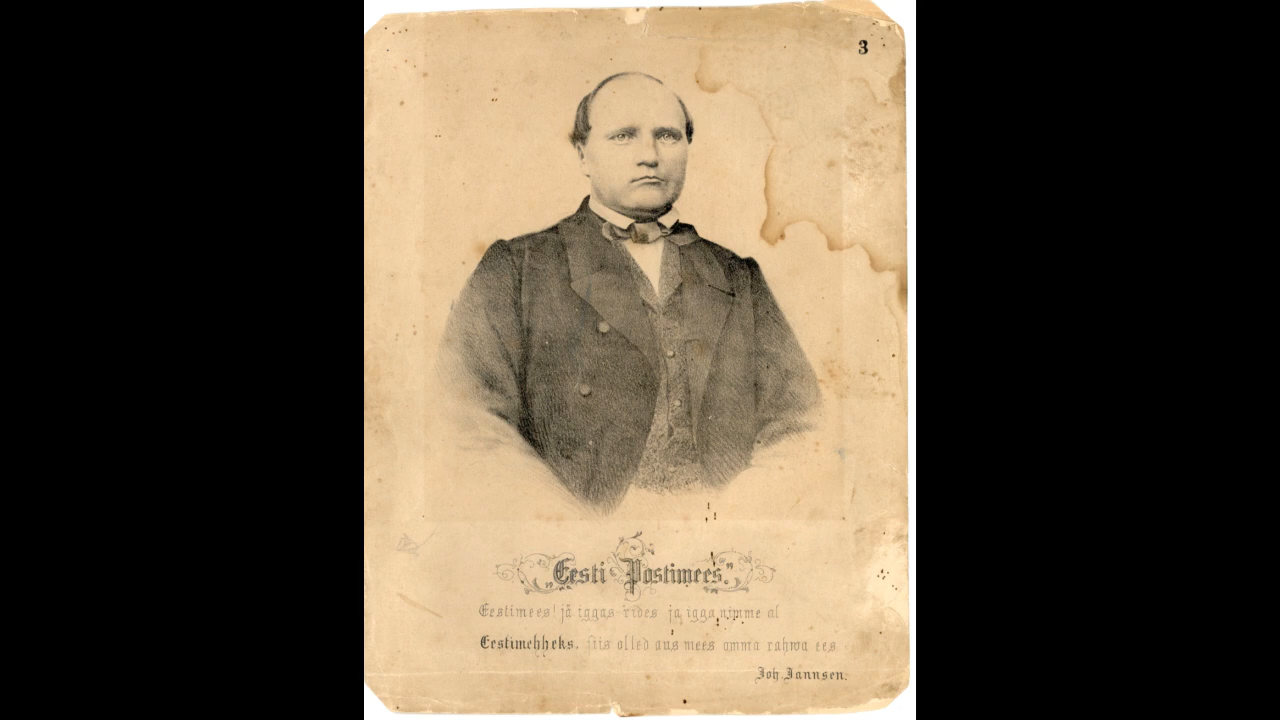 3
„Eesti Postimees.”
Eestimees! jä iggas rides ja igga nimme al
Eestimehheks, siis olled aus mees omma rahwa ees
Joh. Jannsen.